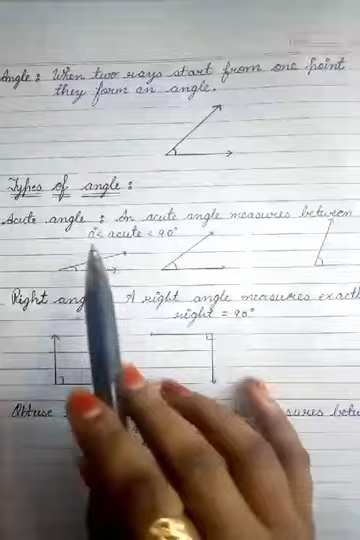 Angle : When two rays start from one point
they form an angle.
Types of angle :
Acute angle : An acute angle measures between
0°< acute < 90°
Right ang A right angle measures exact
right = 90°
Obtuse